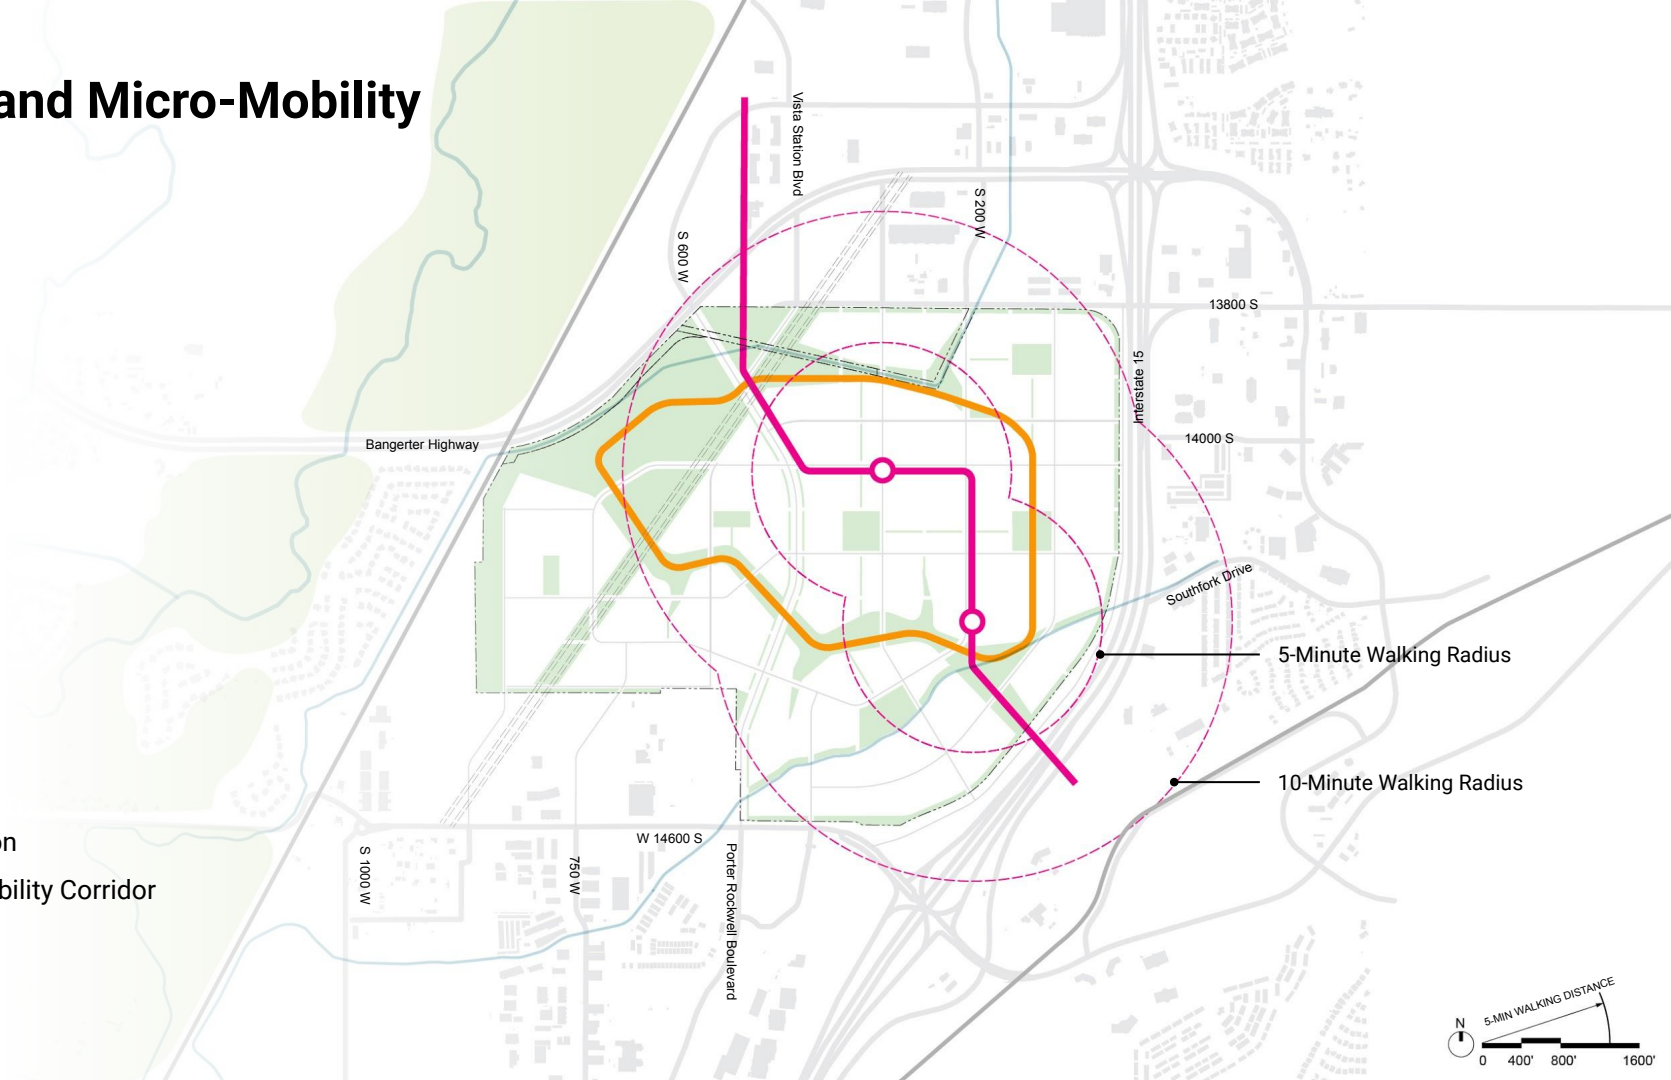 and Micro-Mobility
Vista Station Blvd
S 200 W
S 600 W
13800 S
Interstate 15
14000 S
Bangerter Highway
Southfork Drive
5-Minute Walking Radius
10-Minute Walking Radius
W 14600 S
S 1000 W
750 W
Porter Rockwell Boulevard
on
bility Corridor
5-MIN WALKING DISTANCE
N
0 400' 800' 1600'